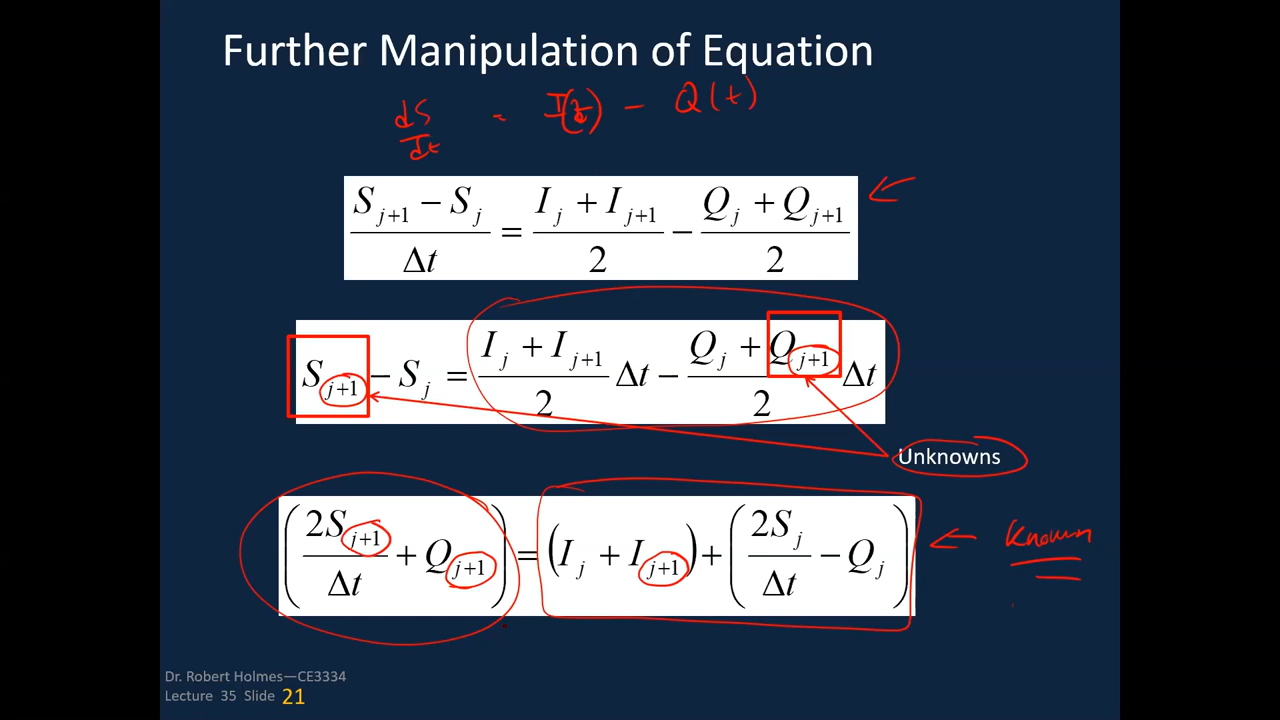 Further Manipulation of Equation
dS/dt = I(t) - Q(t)
(S_{j+1} − S_j)/Δt = (I_j + I_{j+1})/2 − (Q_j + Q_{j+1})/2
S_{j+1} − S_j = (I_j + I_{j+1})/2 Δt − (Q_j + Q_{j+1})/2 Δt
Unknowns
(2S_{j+1}/Δt + Q_{j+1}) = (I_j + I_{j+1}) + (2S_j/Δt − Q_j)
Known
Dr. Robert Holmes—CE3334
Lecture 35 Slide 21